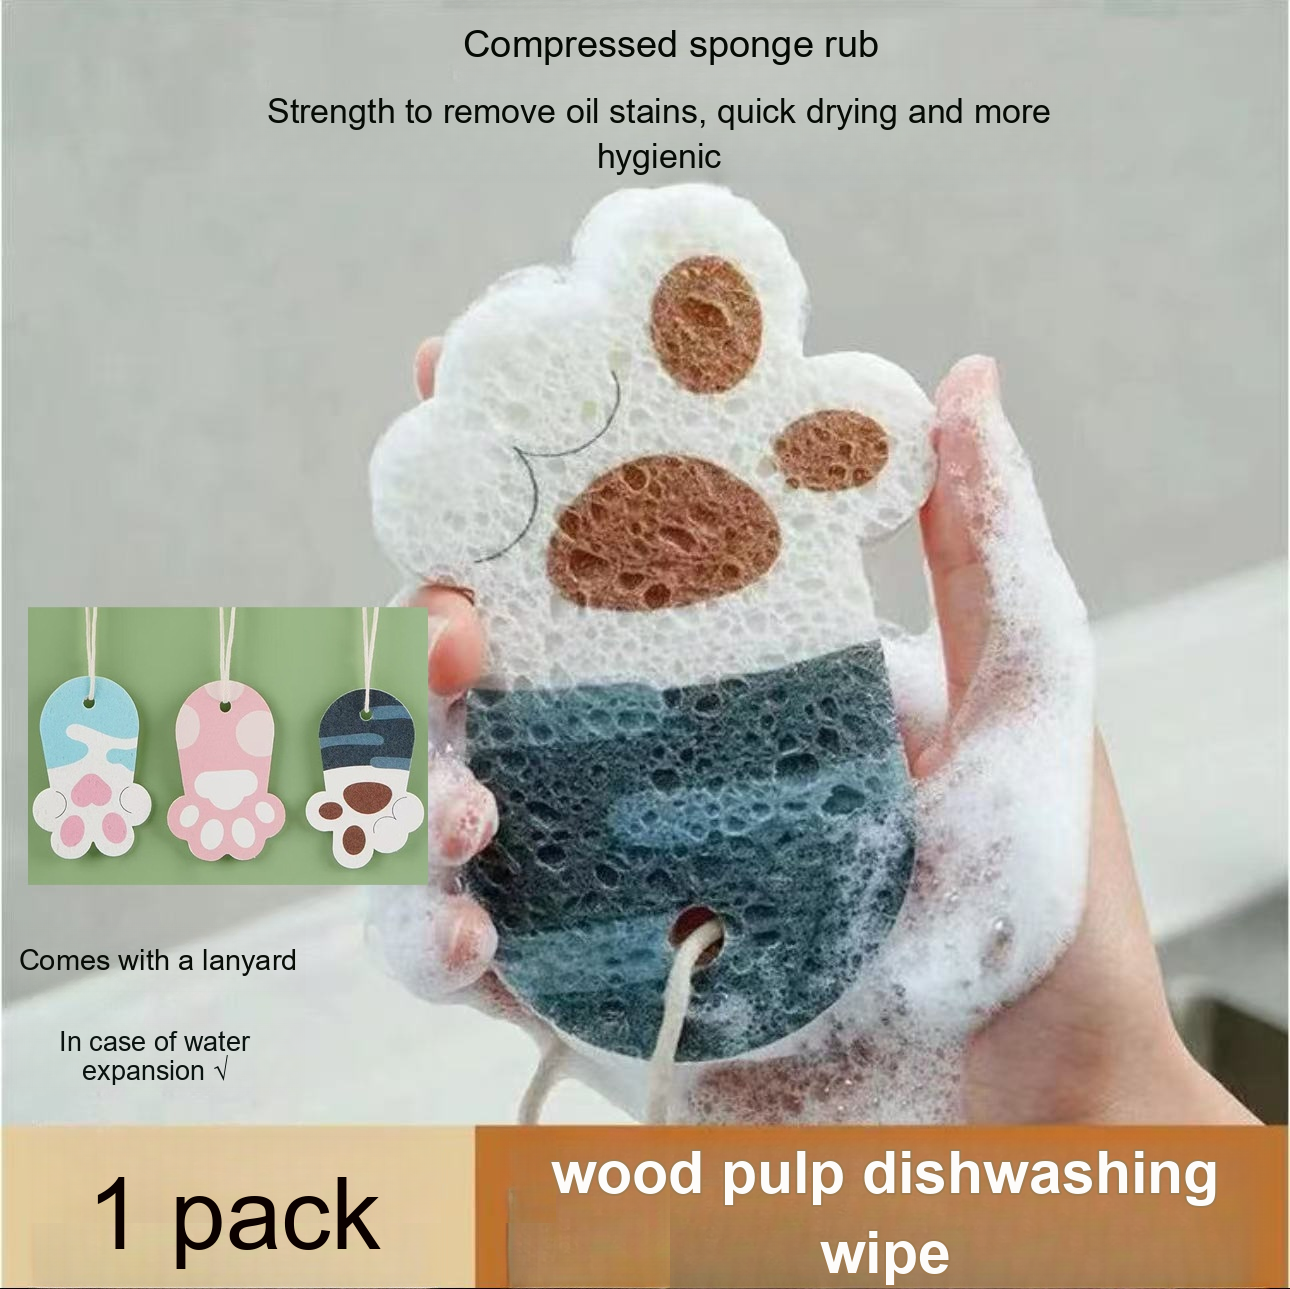 Compressed sponge rub
Strength to remove oil stains, quick drying and more
hygienic
Comes with a lanyard
In case of water
expansion √
1 pack
wood pulp dishwashing
wipe